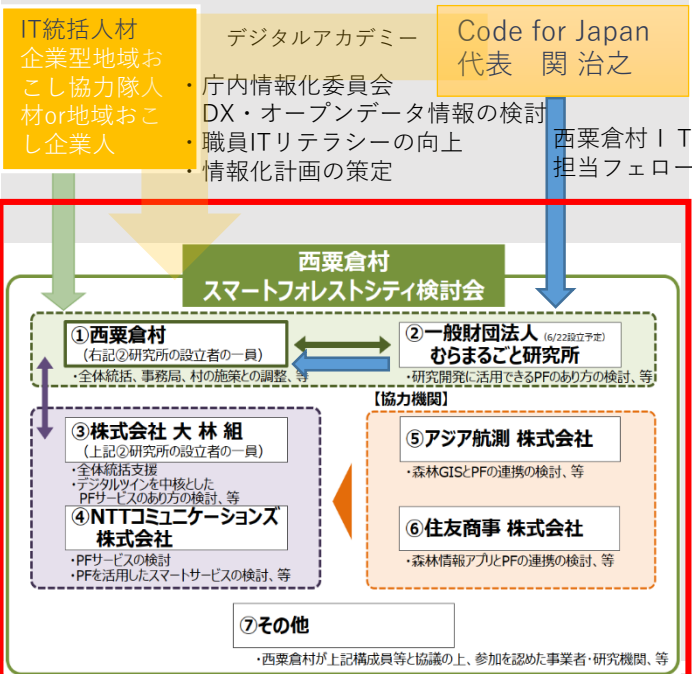 IT統括人材
企業型地域お
こし協力隊人
材or地域おこ
し企業人
デジタルアカデミー
・庁内情報化委員会
DX・オープンデータ情報の検討
・職員ITリテラシーの向上
・情報化計画の策定
Code for Japan
代表　関 治之
西粟倉村ＩＴ
担当フェロー
西粟倉村
スマートフォレストシティ検討会
①西粟倉村
（右記②研究所の設立者の一員）
・全体統括、事務局、村の施策との調整、等
②一般財団法人 （6/22設立予定）
むらまるごと研究所
・研究開発に活用できるPFのあり方の検討、等
【協力機関】
③株式会社 大 林 組
（上記②研究所の設立者の一員）
・全体統括支援
・デジタルツインを中核とした
PFサービスのあり方の検討、等
④NTTコミュニケーションズ
株式会社
・PFサービスの検討
・PFを活用したスマートサービスの検討、等
⑤アジア航測 株式会社
・森林GISとPFの連携の検討、等
⑥住友商事 株式会社
・森林情報アプリとPFの連携の検討、等
⑦その他
・西粟倉村が上記構成員等と協議の上、参加を認めた事業者・研究機関、等